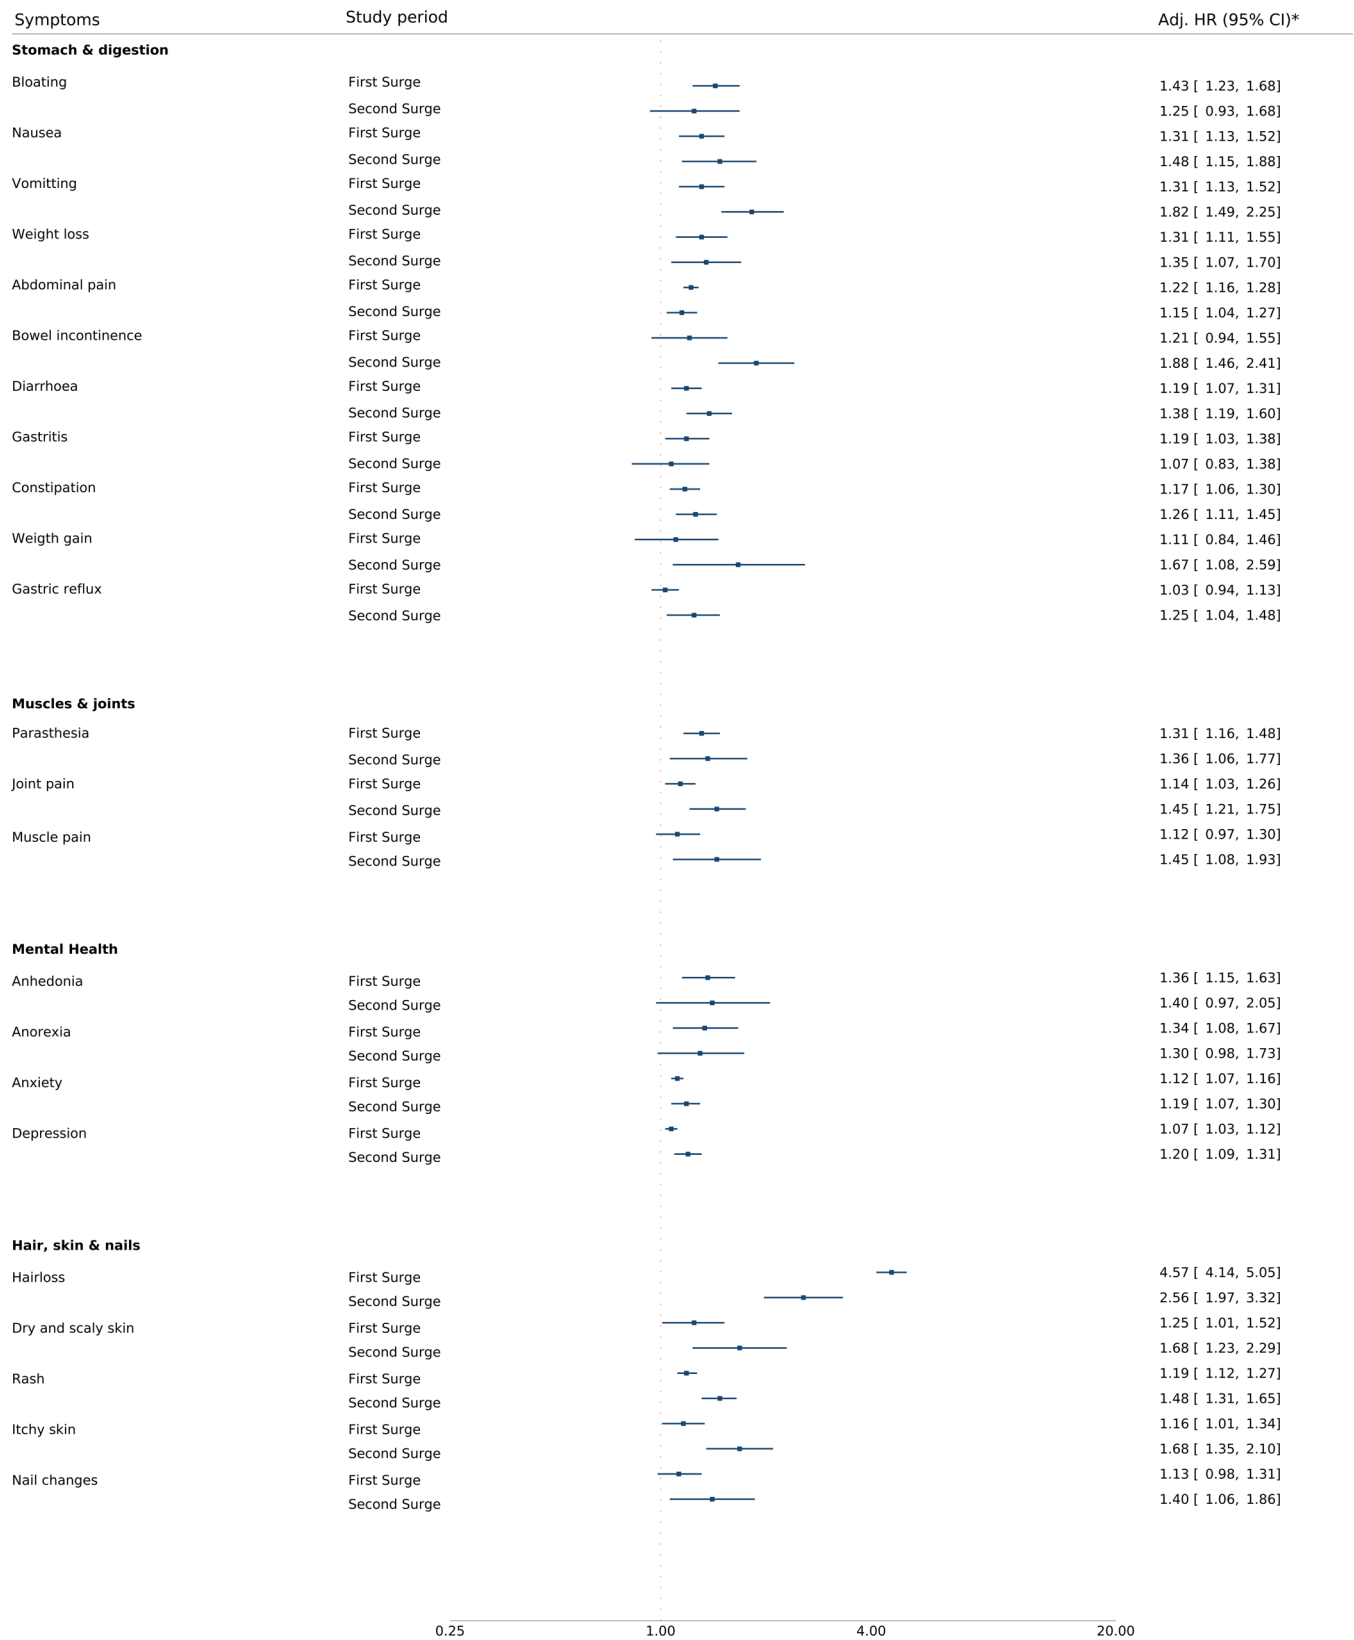 Symptoms Study period Adj. HR (95% CI)*
Stomach & digestion
Bloating First Surge 1.43 [ 1.23, 1.68]
Second Surge 1.25 [ 0.93, 1.68]
Nausea First Surge 1.31 [ 1.13, 1.52]
Second Surge 1.48 [ 1.15, 1.88]
Vomitting First Surge 1.31 [ 1.13, 1.52]
Second Surge 1.82 [ 1.49, 2.25]
Weight loss First Surge 1.31 [ 1.11, 1.55]
Second Surge 1.35 [ 1.07, 1.70]
Abdominal pain First Surge 1.22 [ 1.16, 1.28]
Second Surge 1.15 [ 1.04, 1.27]
Bowel incontinence First Surge 1.21 [ 0.94, 1.55]
Second Surge 1.88 [ 1.46, 2.41]
Diarrhoea First Surge 1.19 [ 1.07, 1.31]
Second Surge 1.38 [ 1.19, 1.60]
Gastritis First Surge 1.19 [ 1.03, 1.38]
Second Surge 1.07 [ 0.83, 1.38]
Constipation First Surge 1.17 [ 1.06, 1.30]
Second Surge 1.26 [ 1.11, 1.45]
Weigth gain First Surge 1.11 [ 0.84, 1.46]
Second Surge 1.67 [ 1.08, 2.59]
Gastric reflux First Surge 1.03 [ 0.94, 1.13]
Second Surge 1.25 [ 1.04, 1.48]
Muscles & joints
Parasthesia First Surge 1.31 [ 1.16, 1.48]
Second Surge 1.36 [ 1.06, 1.77]
Joint pain First Surge 1.14 [ 1.03, 1.26]
Second Surge 1.45 [ 1.21, 1.75]
Muscle pain First Surge 1.12 [ 0.97, 1.30]
Second Surge 1.45 [ 1.08, 1.93]
Mental Health
Anhedonia First Surge 1.36 [ 1.15, 1.63]
Second Surge 1.40 [ 0.97, 2.05]
Anorexia First Surge 1.34 [ 1.08, 1.67]
Second Surge 1.30 [ 0.98, 1.73]
Anxiety First Surge 1.12 [ 1.07, 1.16]
Second Surge 1.19 [ 1.07, 1.30]
Depression First Surge 1.07 [ 1.03, 1.12]
Second Surge 1.20 [ 1.09, 1.31]
Hair, skin & nails
Hairloss First Surge 4.57 [ 4.14, 5.05]
Second Surge 2.56 [ 1.97, 3.32]
Dry and scaly skin First Surge 1.25 [ 1.01, 1.52]
Second Surge 1.68 [ 1.23, 2.29]
Rash First Surge 1.19 [ 1.12, 1.27]
Second Surge 1.48 [ 1.31, 1.65]
Itchy skin First Surge 1.16 [ 1.01, 1.34]
Second Surge 1.68 [ 1.35, 2.10]
Nail changes First Surge 1.13 [ 0.98, 1.31]
Second Surge 1.40 [ 1.06, 1.86]
0.25 1.00 4.00 20.00